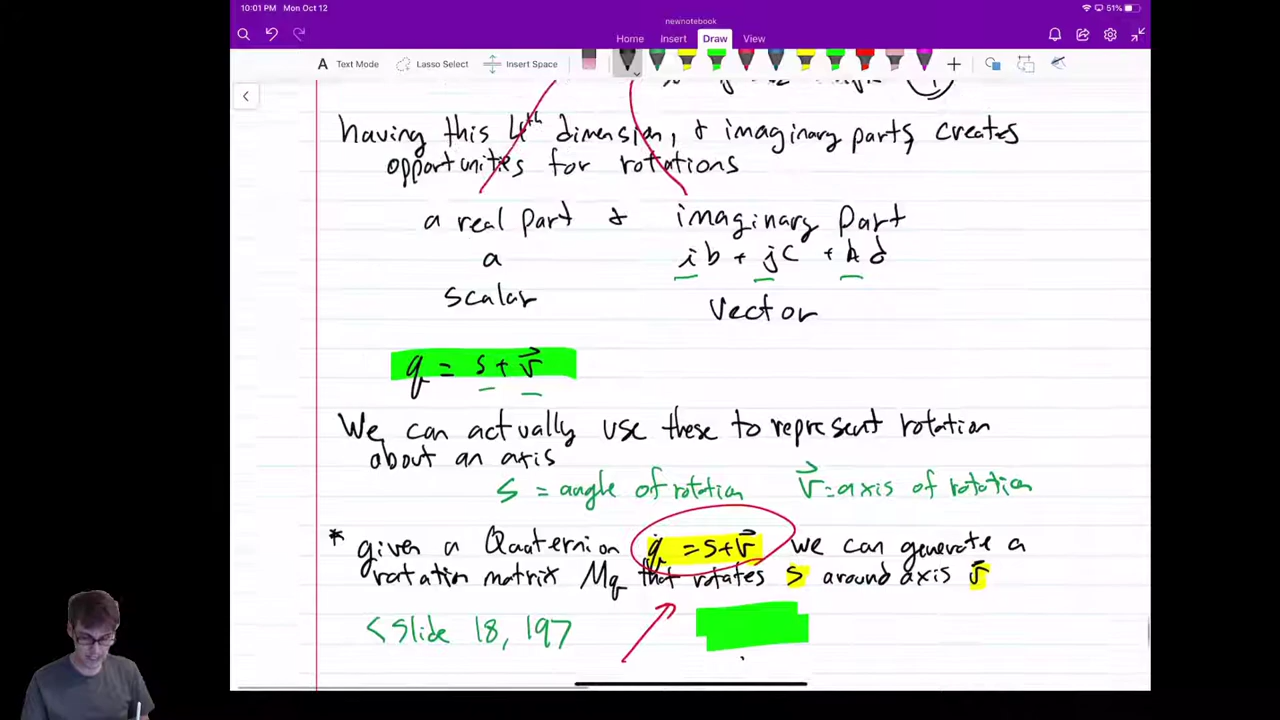 10:01 PM Mon Oct 12
51%
newnotebook
Home Insert Draw View
A Text Mode Lasso Select Insert Space
having this 4th dimension, & imaginary parts, creates
opportunities for rotations
a real part & imaginary part
a ib + jc + kd
scalar vector
q = s + v
We can actually use these to represent rotation
about an axis
s = angle of rotation v = axis of rotation
* given a Quaternion q = s+v we can generate a
rotation matrix Mq that rotates s around axis v
<slide 18, 19?